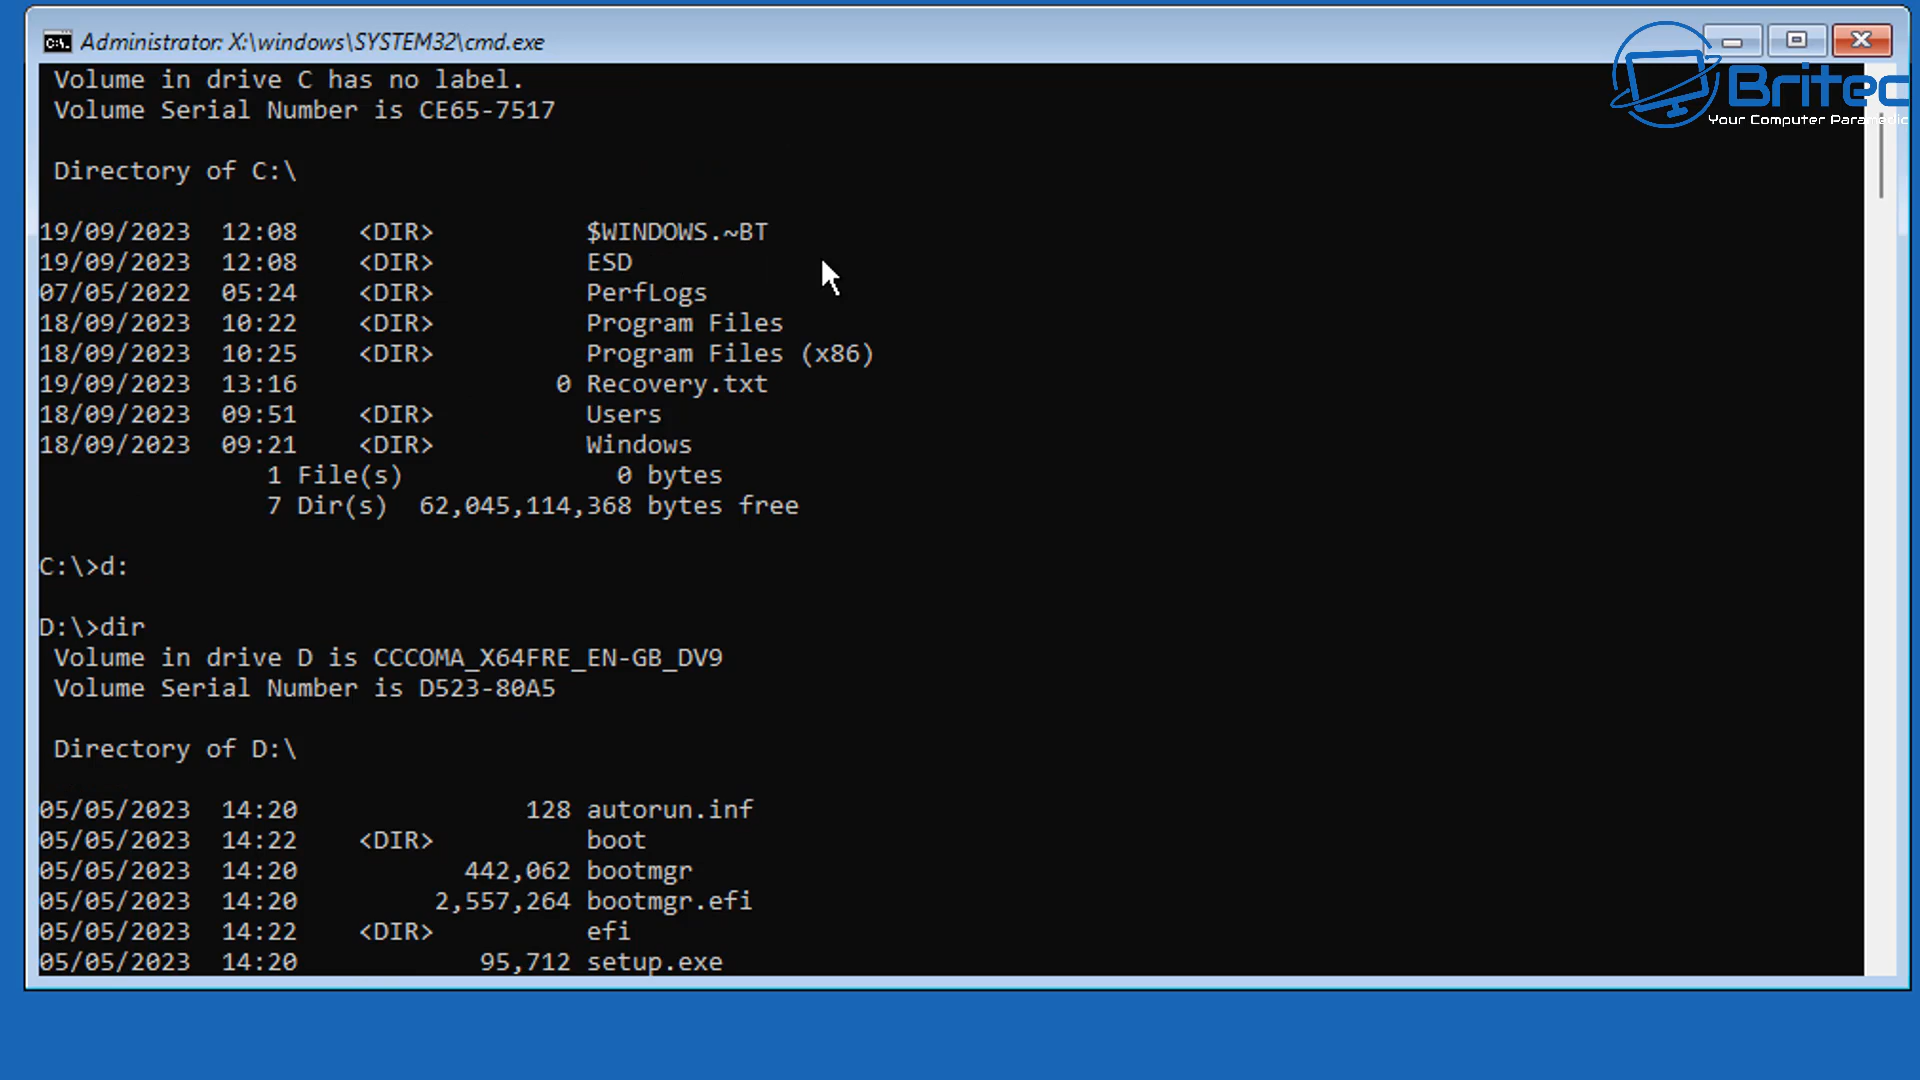 Administrator: X:\windows\SYSTEM32\cmd.exe
Britec
Your Computer Paramedic
Volume in drive C has no label.
Volume Serial Number is CE65-7517
Directory of C:\
19/09/2023 12:08 <DIR> $WINDOWS.~BT
19/09/2023 12:08 <DIR> ESD
07/05/2022 05:24 <DIR> PerfLogs
18/09/2023 10:22 <DIR> Program Files
18/09/2023 10:25 <DIR> Program Files (x86)
19/09/2023 13:16 0 Recovery.txt
18/09/2023 09:51 <DIR> Users
18/09/2023 09:21 <DIR> Windows
1 File(s) 0 bytes
7 Dir(s) 62,045,114,368 bytes free
C:\>d:
D:\>dir
Volume in drive D is CCCOMA_X64FRE_EN-GB_DV9
Volume Serial Number is D523-80A5
Directory of D:\
05/05/2023 14:20 128 autorun.inf
05/05/2023 14:22 <DIR> boot
05/05/2023 14:20 442,062 bootmgr
05/05/2023 14:20 2,557,264 bootmgr.efi
05/05/2023 14:22 <DIR> efi
05/05/2023 14:20 95,712 setup.exe